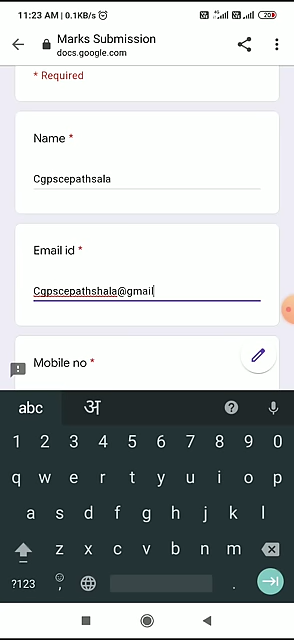 11:23 AM | 0.1KB/s
20
Marks Submission
docs.google.com
* Required
Name *
Cgpscepathsala
Email id *
Cgpscepathshala@gmail
Mobile no *
abc अ ?
1 2 3 4 5 6 7 8 9 0
q w e r t y u i o p
a s d f g h j k l
z x c v b n m
?123 , .